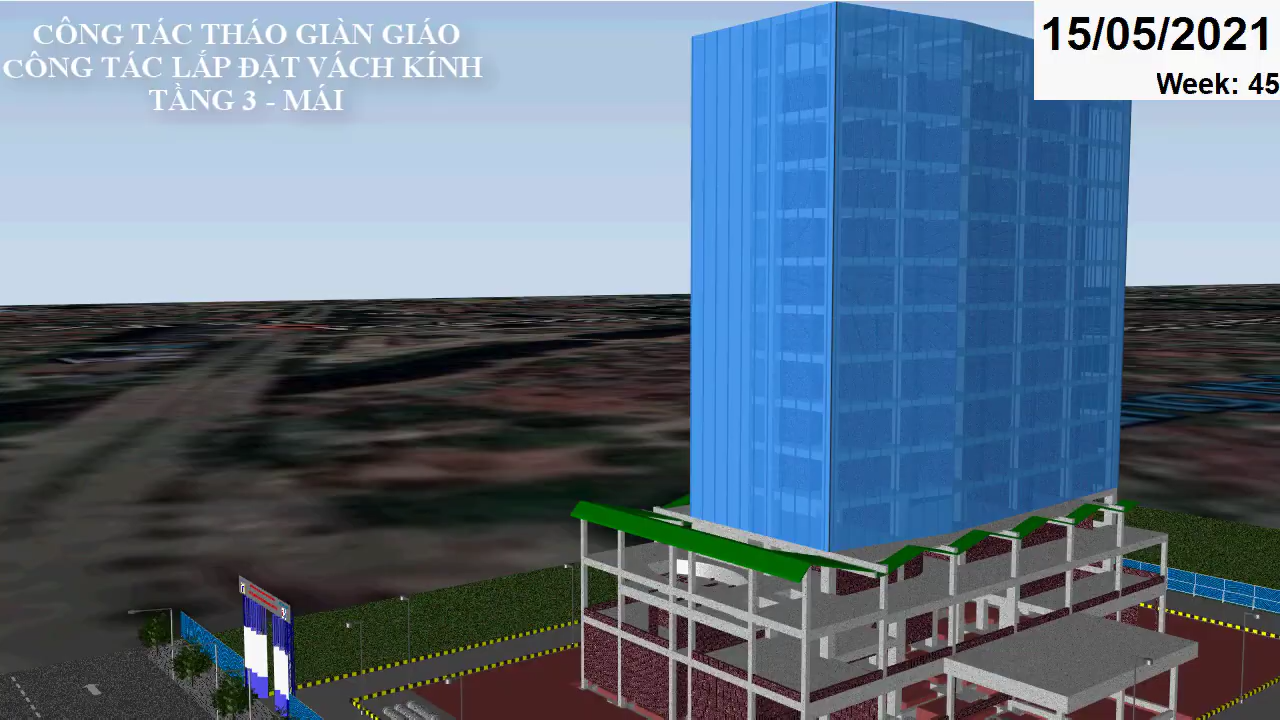 CÔNG TÁC THÁO GIÀN GIÁO
CÔNG TÁC LẮP ĐẶT VÁCH KÍNH
TẦNG 3 - MÁI
15/05/2021
Week: 45